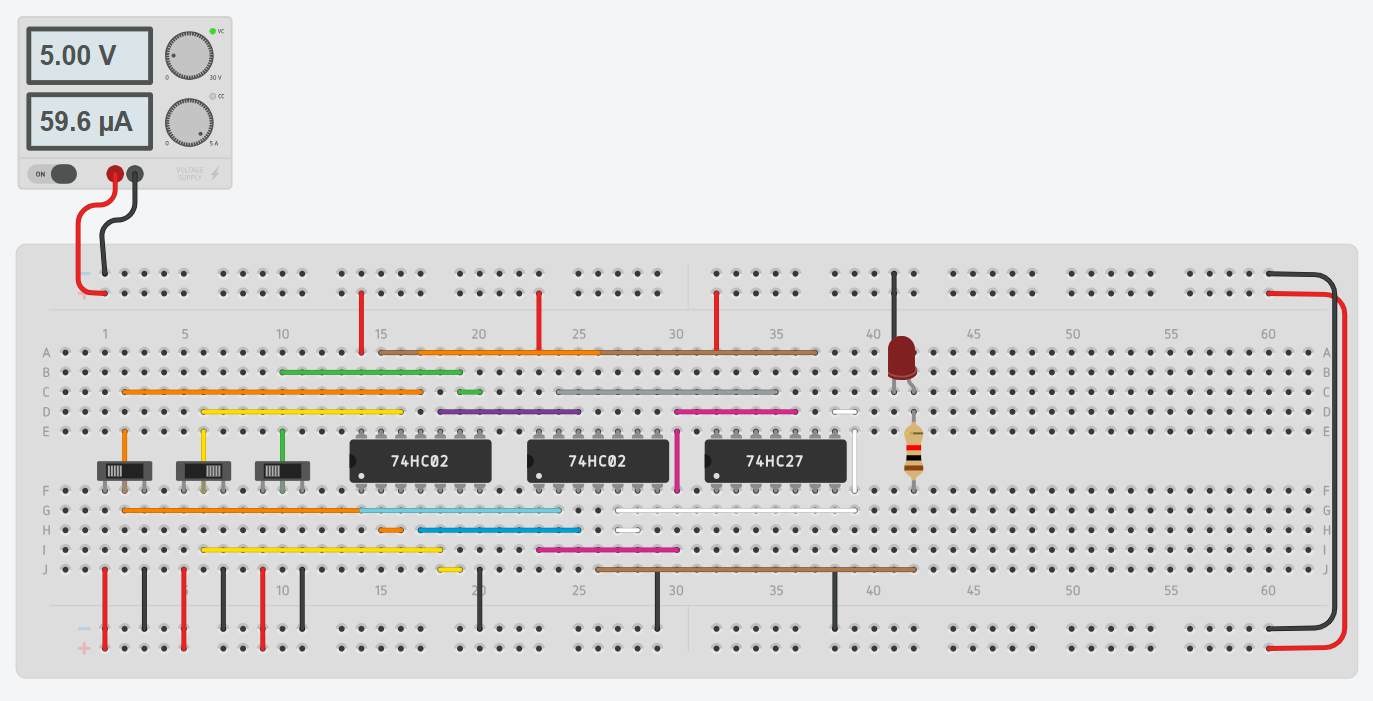 VC
5.00 V
0 30 V
CC
59.6 µA
0 5 A
ON
VOLTAGE
SUPPLY
−
+
1 5 10 15 20 25 30 35 40 45 50 55 60
A A
B B
C C
D D
E E
74HC02 74HC02 74HC27
F F
G G
H H
I I
J J
1 5 10 15 20 25 30 35 40 45 50 55 60
−
+